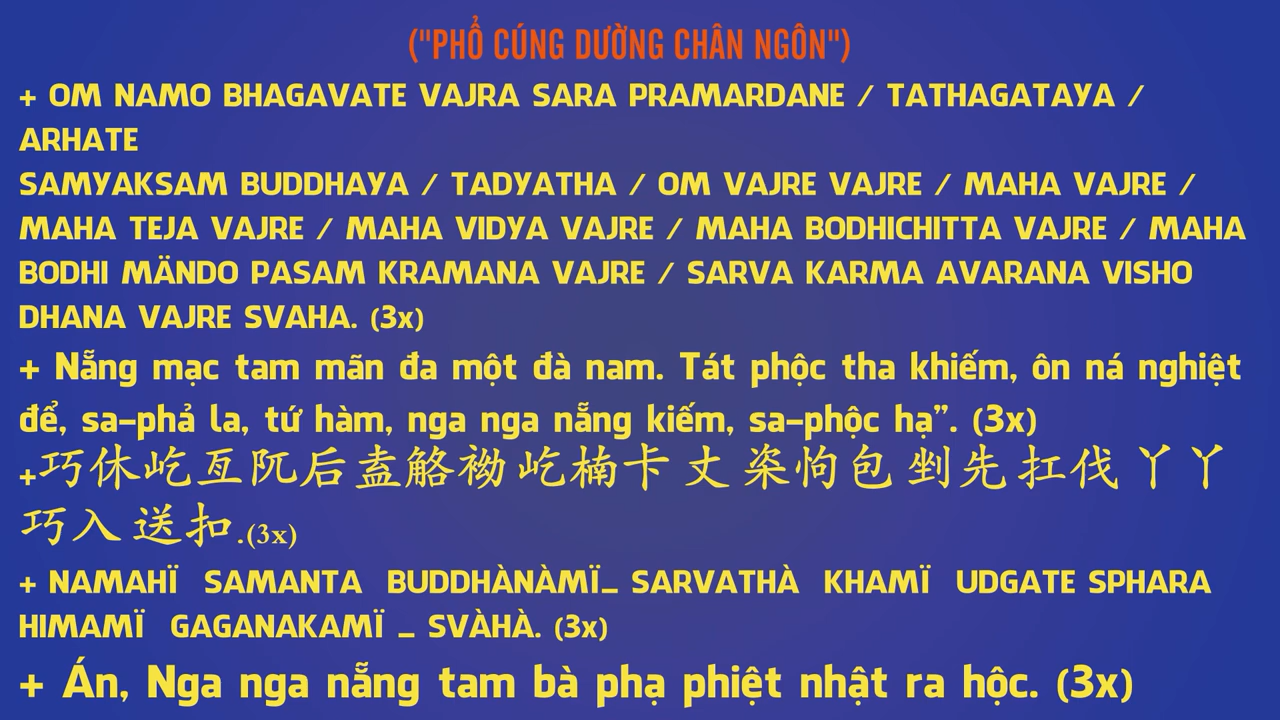 ("PHỔ CÚNG DƯỜNG CHÂN NGÔN")
+ OM NAMO BHAGAVATE VAJRA SARA PRAMARDANE / TATHAGATAYA /
ARHATE
SAMYAKSAM BUDDHAYA / TADYATHA / OM VAJRE VAJRE / MAHA VAJRE /
MAHA TEJA VAJRE / MAHA VIDYA VAJRE / MAHA BODHICHITTA VAJRE / MAHA
BODHI MÄNDO PASAM KRAMANA VAJRE / SARVA KARMA AVARANA VISHO
DHANA VAJRE SVAHA. (3x)
+ Nẵng mạc tam mãn đa một đà nam. Tát phộc tha khiếm, ôn ná nghiệt
để, sa-phả la, tứ hàm, nga nga nẵng kiếm, sa-phộc hạ”. (3x)
+巧休屹亙阢后盍觡袎 屹楠卡 丈 桼怐包 剉先 扛伐 丫丫
巧入 送扣.(3x)
+ NAMAHÏ SAMANTA BUDDHÀNÀMÏ_ SARVATHÀ KHAMÏ UDGATE SPHARA
HIMAMÏ GAGANAKAMÏ _ SVÀHÀ. (3x)
+ Án, Nga nga nẵng tam bà phạ phiệt nhật ra hộc. (3x)